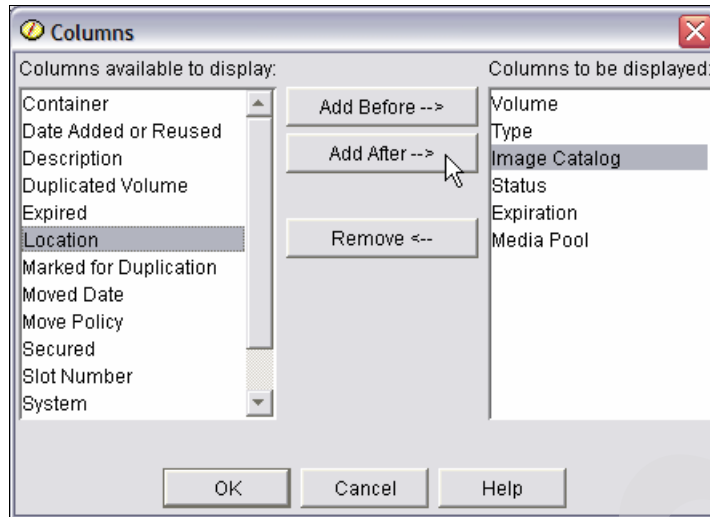 Columns
Columns available to display:
Container
Date Added or Reused
Description
Duplicated Volume
Expired
Location
Marked for Duplication
Moved Date
Move Policy
Secured
Slot Number
System
Add Before -->
Add After -->
Remove <--
Columns to be displayed:
Volume
Type
Image Catalog
Status
Expiration
Media Pool
OK
Cancel
Help